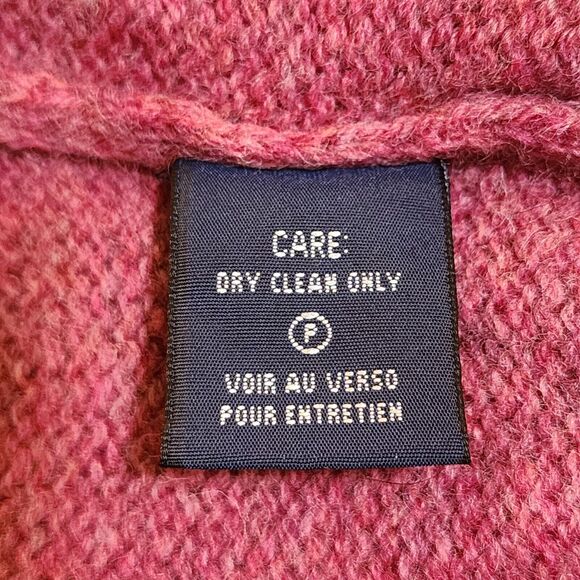 CARE:
DRY CLEAN ONLY
P
VOIR AU VERSO
POUR ENTRETIEN